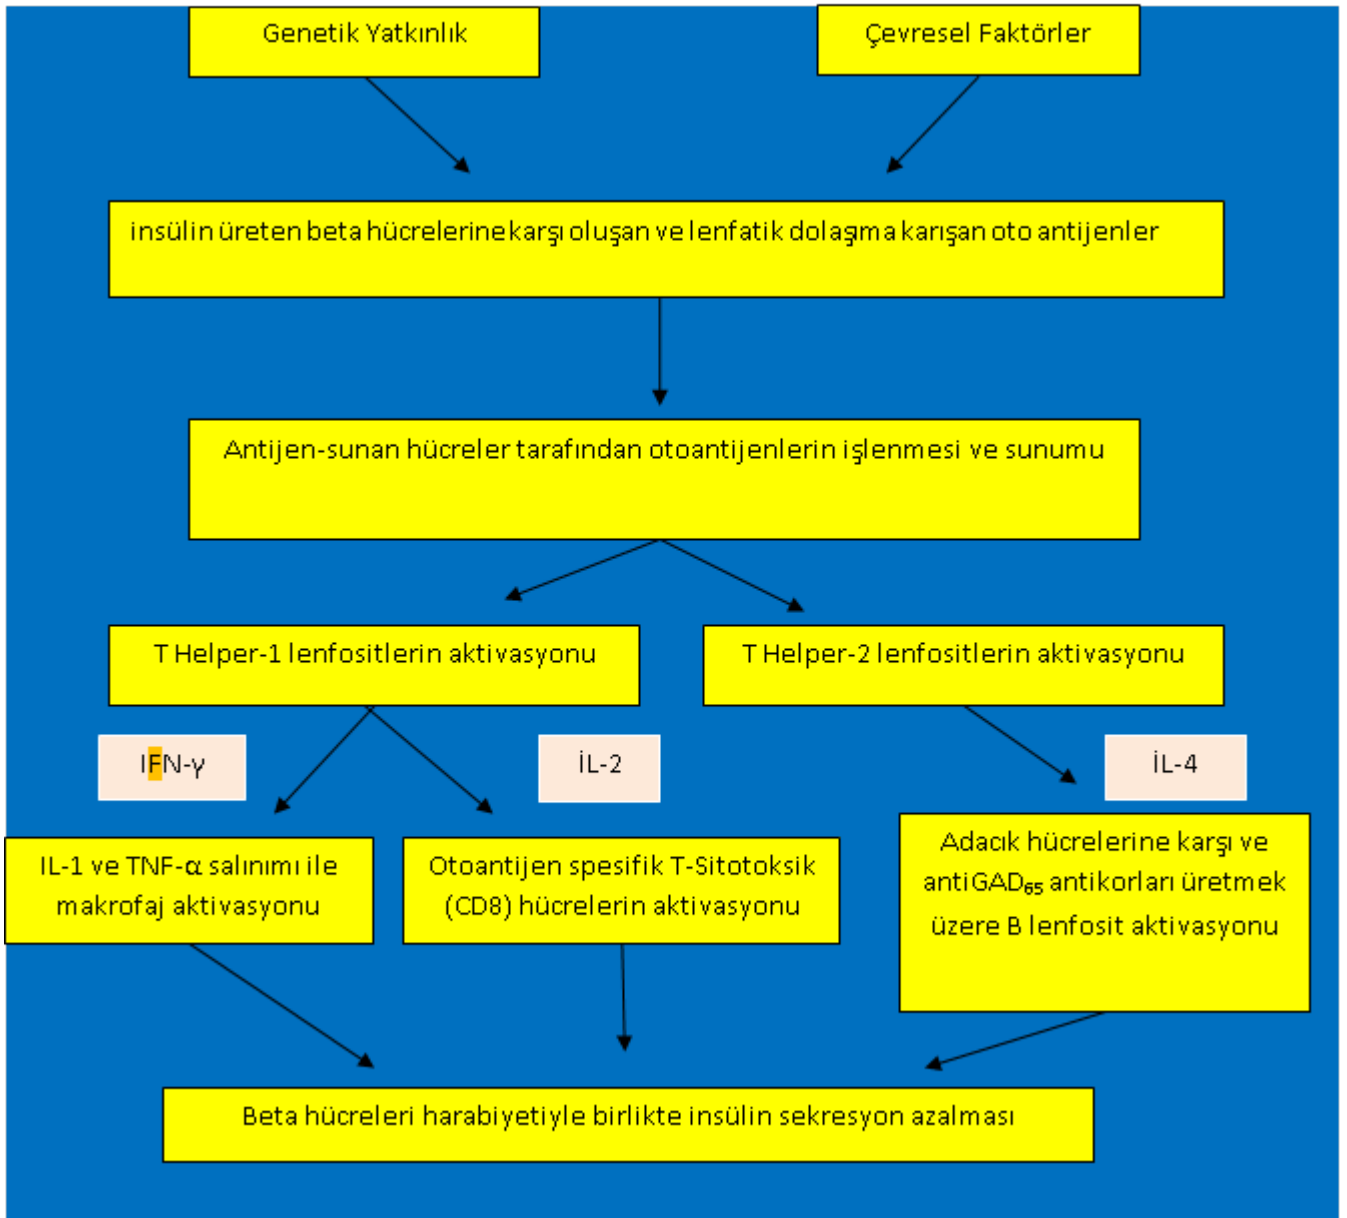 Genetik Yatkınlık
Çevresel Faktörler
insülin üreten beta hücrelerine karşı oluşan ve lenfatik dolaşıma karışan oto antijenler
Antijen-sunan hücreler tarafından otoantijenlerin işlenmesi ve sunumu
T Helper-1 lenfositlerin aktivasyonu
T Helper-2 lenfositlerin aktivasyonu
IFN-γ
İL-2
İL-4
IL-1 ve TNF-α salınımı ile
makrofaj aktivasyonu
Otoantijen spesifik T-Sitotoksik
(CD8) hücrelerin aktivasyonu
Adacık hücrelerine karşı ve
antiGAD₆₅ antikorları üretmek
üzere B lenfosit aktivasyonu
Beta hücreleri harabiyetiyle birlikte insülin sekresyon azalması